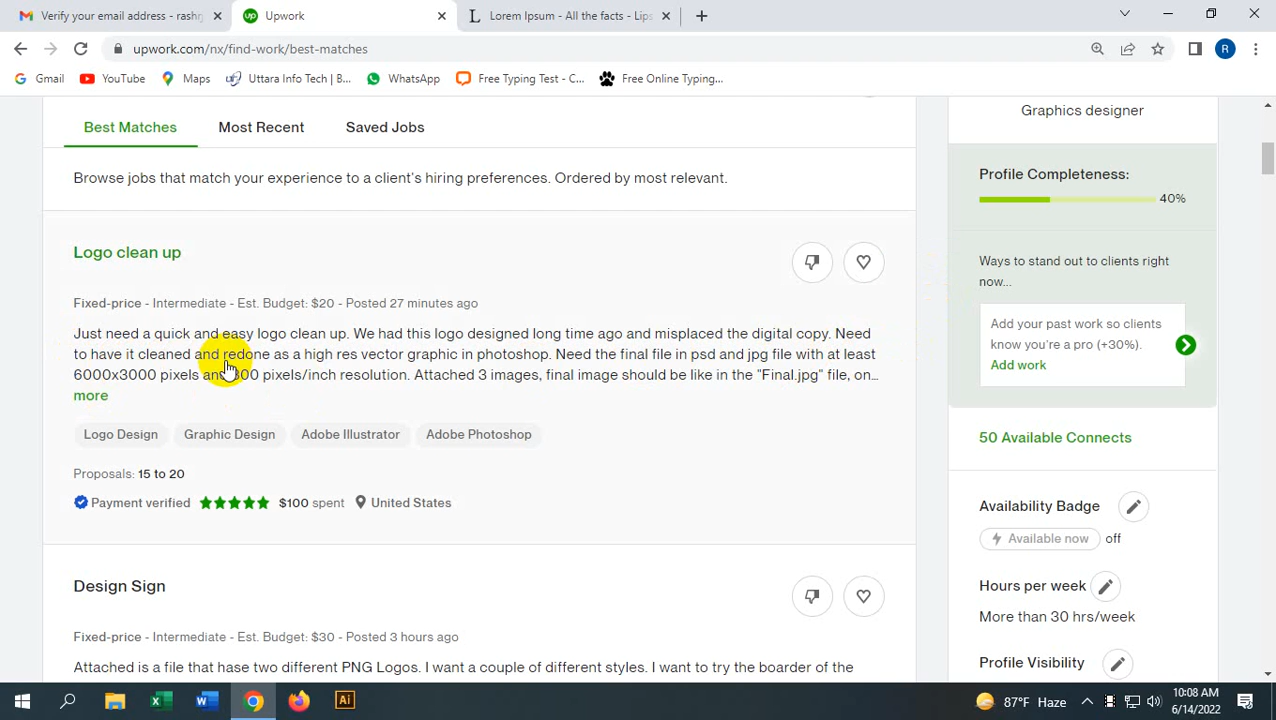 Verify your email address - rashr
Upwork
Lorem Ipsum - All the facts - Lips
upwork.com/nx/find-work/best-matches
R
Gmail
YouTube
Maps
Uttara Info Tech | B...
WhatsApp
Free Typing Test - C...
Free Online Typing...
Best Matches
Most Recent
Saved Jobs
Browse jobs that match your experience to a client's hiring preferences. Ordered by most relevant.
Logo clean up
Fixed-price - Intermediate - Est. Budget: $20 - Posted 27 minutes ago
Just need a quick and easy logo clean up. We had this logo designed long time ago and misplaced the digital copy. Need
to have it cleaned and redone as a high res vector graphic in photoshop. Need the final file in psd and jpg file with at least
6000x3000 pixels and 300 pixels/inch resolution. Attached 3 images, final image should be like in the "Final.jpg" file, on...
more
Logo Design
Graphic Design
Adobe Illustrator
Adobe Photoshop
Proposals: 15 to 20
Payment verified
$100 spent
United States
Design Sign
Fixed-price - Intermediate - Est. Budget: $30 - Posted 3 hours ago
Attached is a file that hase two different PNG Logos. I want a couple of different styles. I want to try the boarder of the
Graphics designer
Profile Completeness:
40%
Ways to stand out to clients right
now...
Add your past work so clients
know you're a pro (+30%).
Add work
50 Available Connects
Availability Badge
Available now off
Hours per week
More than 30 hrs/week
Profile Visibility
Ai
87°F Haze
10:08 AM
6/14/2022